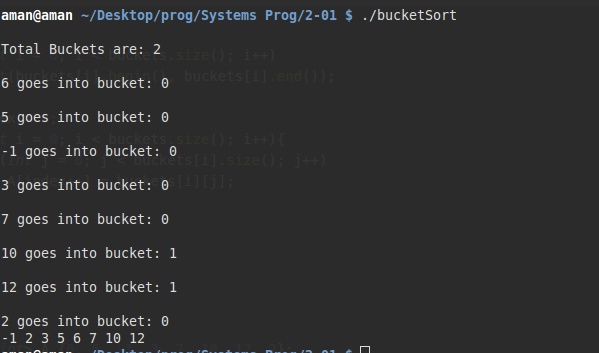 aman@aman ~/Desktop/prog/Systems Prog/2-01 $ ./bucketSort
Total Buckets are: 2
6 goes into bucket: 0
5 goes into bucket: 0
-1 goes into bucket: 0
3 goes into bucket: 0
7 goes into bucket: 0
10 goes into bucket: 1
12 goes into bucket: 1
2 goes into bucket: 0
-1 2 3 5 6 7 10 12
aman@aman ~/Desktop/prog/Systems Prog/2-01 $